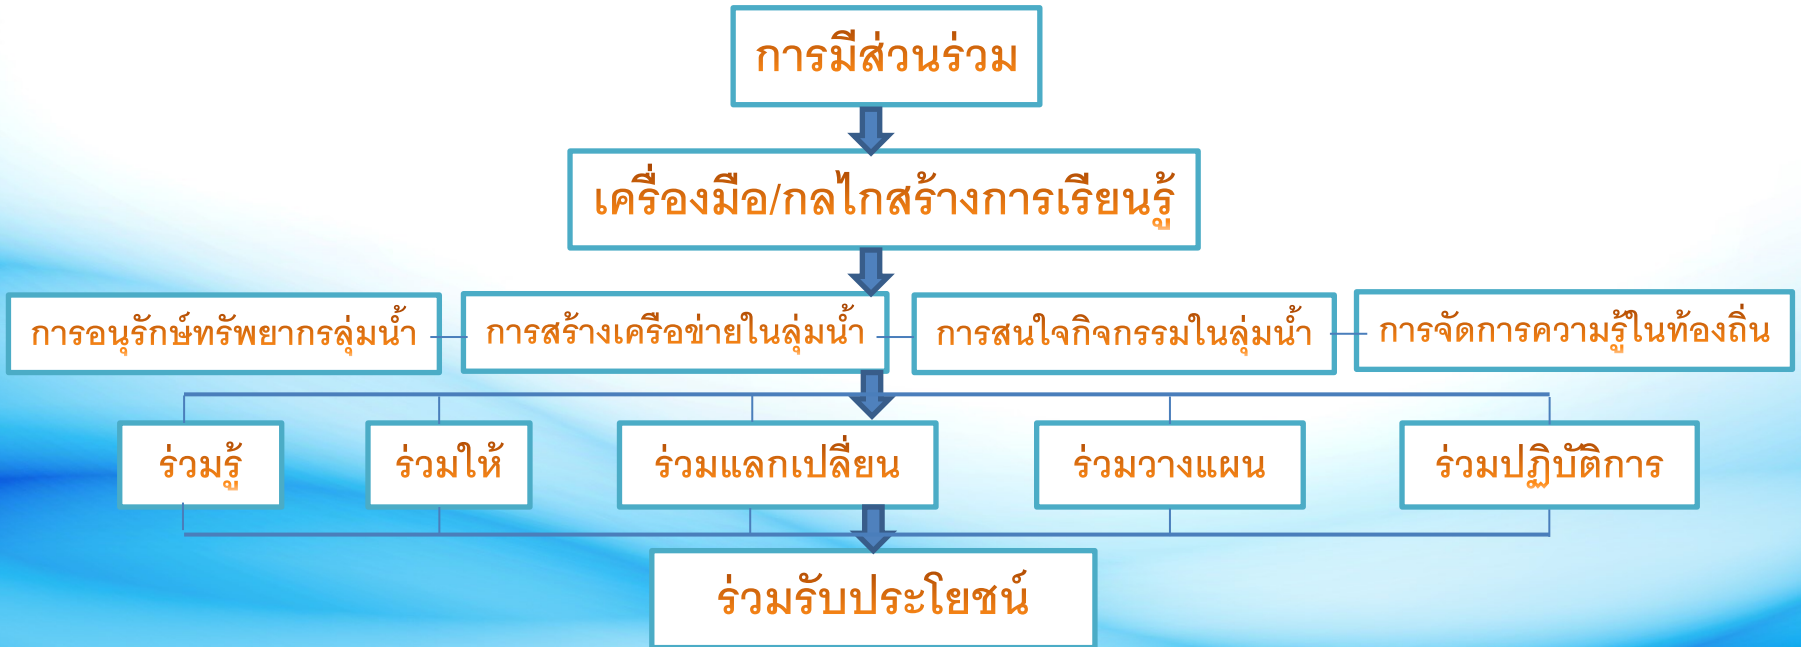 การมีส่วนร่วม
เครื่องมือ/กลไกสร้างการเรียนรู้
การอนุรักษ์ทรัพยากรลุ่มน้ำ
การสร้างเครือข่ายในลุ่มน้ำ
การสนใจกิจกรรมในลุ่มน้ำ
การจัดการความรู้ในท้องถิ่น
ร่วมรู้
ร่วมให้
ร่วมแลกเปลี่ยน
ร่วมวางแผน
ร่วมปฏิบัติการ
ร่วมรับประโยชน์